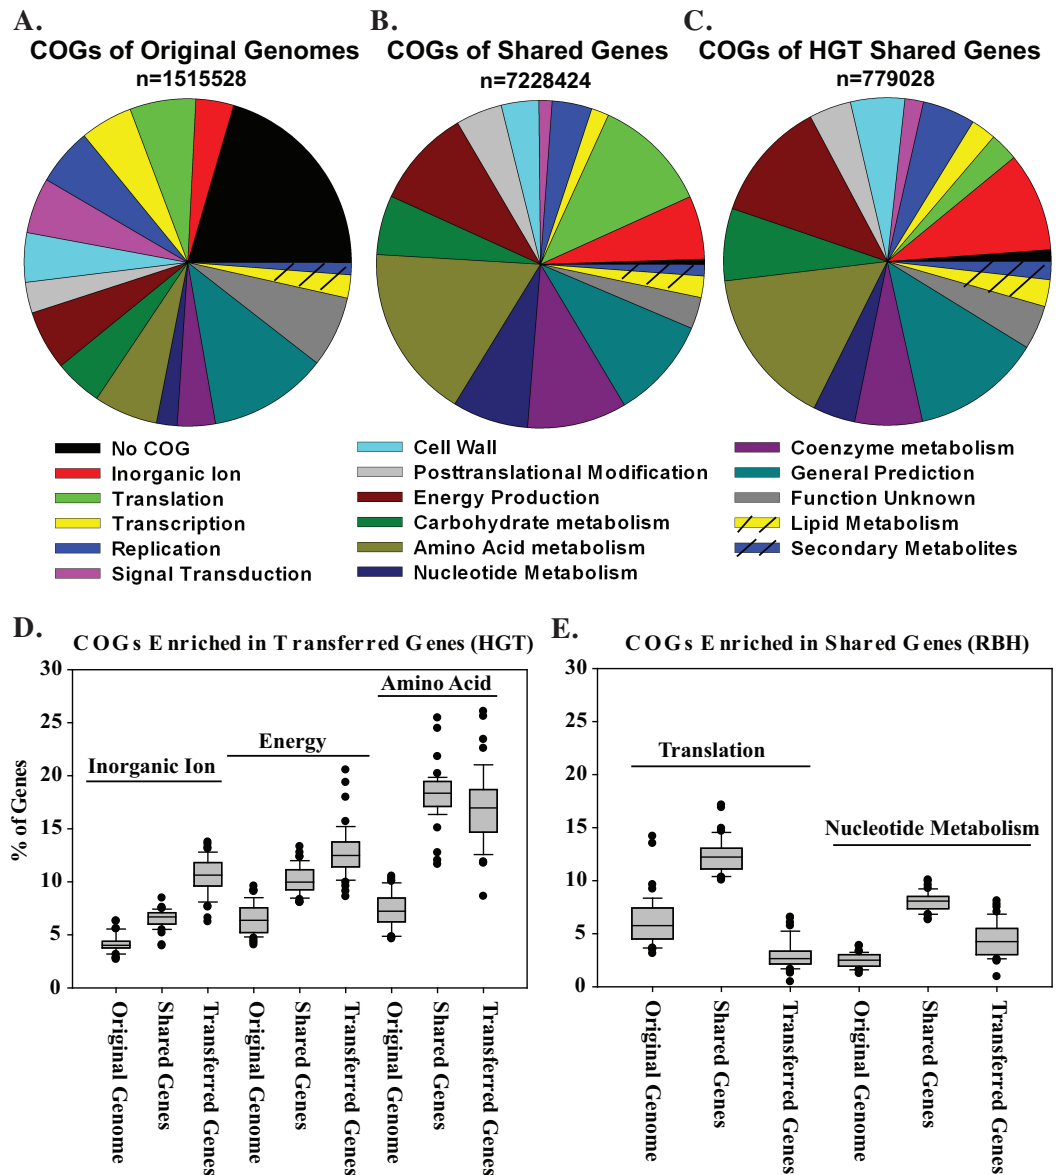 A.
COGs of Original Genomes
n=1515528
B.
COGs of Shared Genes
n=7228424
C.
COGs of HGT Shared Genes
n=779028
No COG
Inorganic Ion
Translation
Transcription
Replication
Signal Transduction
Cell Wall
Posttranslational Modification
Energy Production
Carbohydrate metabolism
Amino Acid metabolism
Nucleotide Metabolism
Coenzyme metabolism
General Prediction
Function Unknown
Lipid Metabolism
Secondary Metabolites
D.
COGs Enriched in Transferred Genes (HGT)
% of Genes
30
25
20
15
10
5
0
Inorganic Ion
Energy
Amino Acid
Original Genome
Shared Genes
Transferred Genes
Original Genome
Shared Genes
Transferred Genes
Original Genome
Shared Genes
Transferred Genes
E.
COGs Enriched in Shared Genes (RBH)
30
25
20
15
10
5
0
Translation
Nucleotide Metabolism
Original Genome
Shared Genes
Transferred Genes
Original Genome
Shared Genes
Transferred Genes